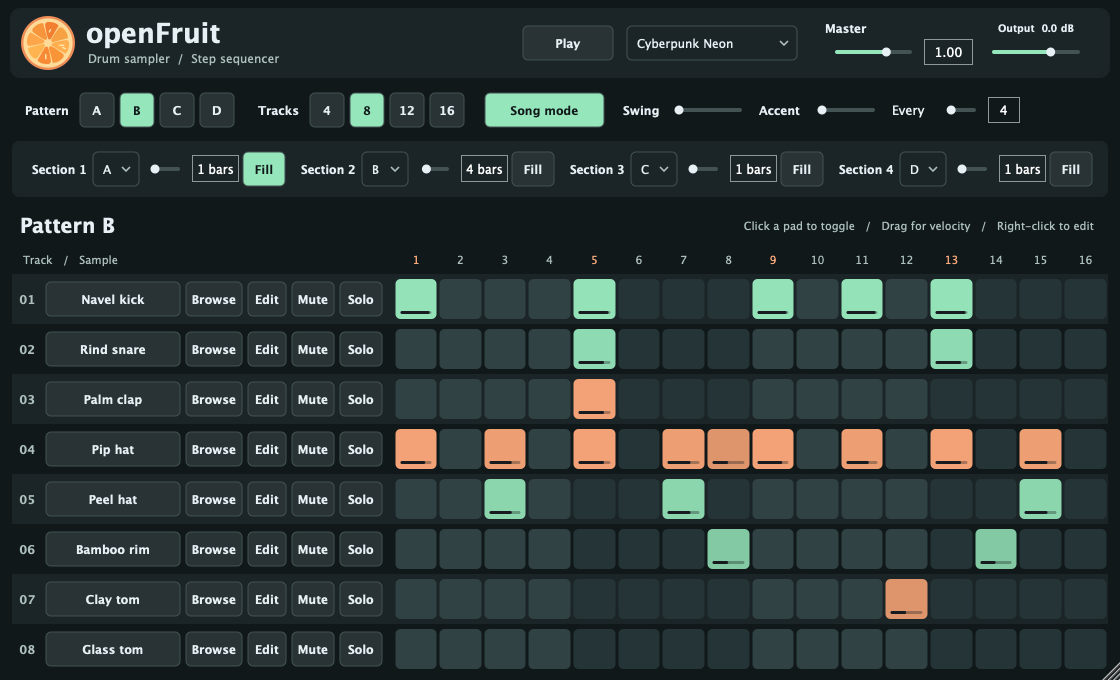 openFruit
Drum sampler / Step sequencer
Play
Cyberpunk Neon
Master
1.00
Output 0.0 dB
Pattern A B C D Tracks 4 8 12 16 Song mode Swing Accent Every 4
Section 1 A 1 bars Fill Section 2 B 4 bars Fill Section 3 C 1 bars Fill Section 4 D 1 bars Fill
Pattern B
Click a pad to toggle / Drag for velocity / Right-click to edit
Track / Sample 1 2 3 4 5 6 7 8 9 10 11 12 13 14 15 16
01 Navel kick Browse Edit Mute Solo
02 Rind snare Browse Edit Mute Solo
03 Palm clap Browse Edit Mute Solo
04 Pip hat Browse Edit Mute Solo
05 Peel hat Browse Edit Mute Solo
06 Bamboo rim Browse Edit Mute Solo
07 Clay tom Browse Edit Mute Solo
08 Glass tom Browse Edit Mute Solo